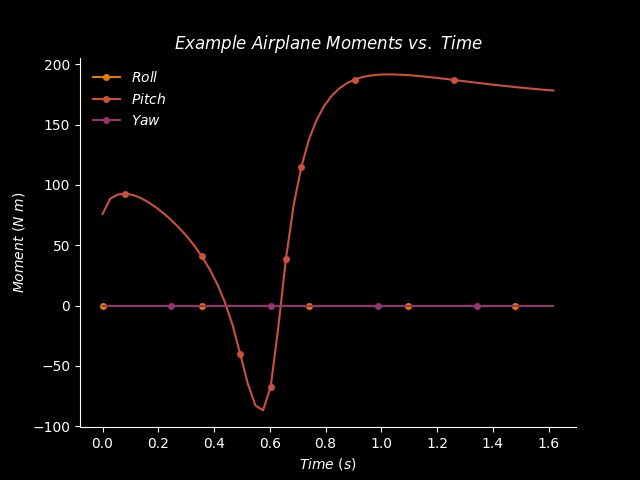 Example Airplane Moments vs. Time
Roll
Pitch
Yaw
Moment (N m)
200
150
100
50
0
−50
−100
0.0 0.2 0.4 0.6 0.8 1.0 1.2 1.4 1.6
Time (s)